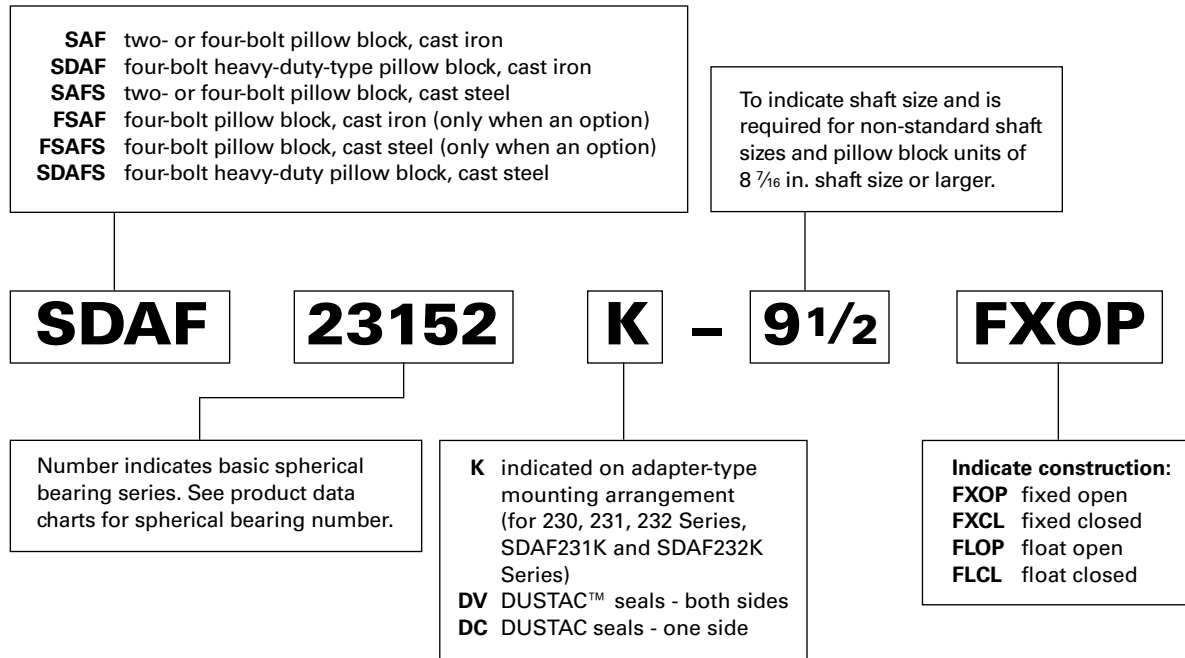 SAF two- or four-bolt pillow block, cast iron
SDAF four-bolt heavy-duty-type pillow block, cast iron
SAFS two- or four-bolt pillow block, cast steel
FSAF four-bolt pillow block, cast iron (only when an option)
FSAFS four-bolt pillow block, cast steel (only when an option)
SDAFS four-bolt heavy-duty pillow block, cast steel
To indicate shaft size and is
required for non-standard shaft
sizes and pillow block units of
8 7/16 in. shaft size or larger.
SDAF 23152 K – 9 1/2 FXOP
Number indicates basic spherical
bearing series. See product data
charts for spherical bearing number.
K indicated on adapter-type
mounting arrangement
(for 230, 231, 232 Series,
SDAF231K and SDAF232K
Series)
DV DUSTAC™ seals - both sides
DC DUSTAC seals - one side
Indicate construction:
FXOP fixed open
FXCL fixed closed
FLOP float open
FLCL float closed